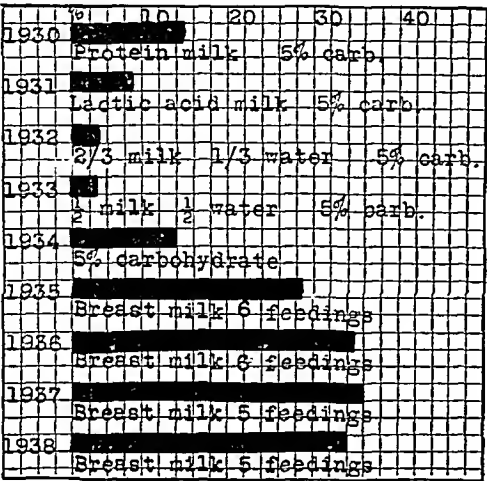 % 10 20 30 40
1930
Protein milk 5% carb.
1931
Lactic acid milk 5% carb.
1932
2/3 milk 1/3 water 5% carb.
1933
½ milk ½ water 5% carb.
1934
5% carbohydrate
1935
Breast milk 6 feedings
1936
Breast milk 6 feedings
1937
Breast milk 5 feedings
1938
Breast milk 5 feedings